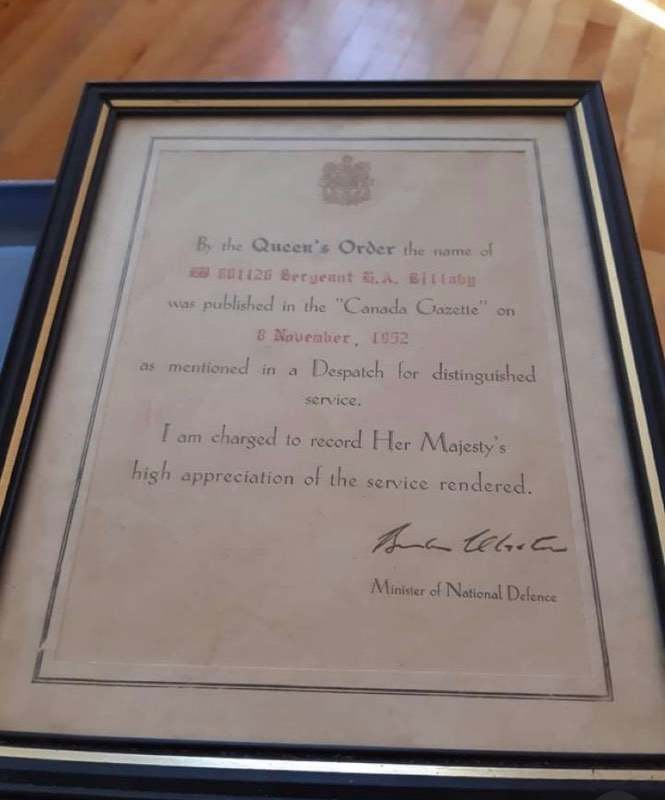 By the Queen's Order the name of
Sergeant
was published in the "Canada Gazette" on
8 November, 1952
as mentioned in a Despatch for distinguished
service.
I am charged to record Her Majesty's
high appreciation of the service rendered.
Minister of National Defence